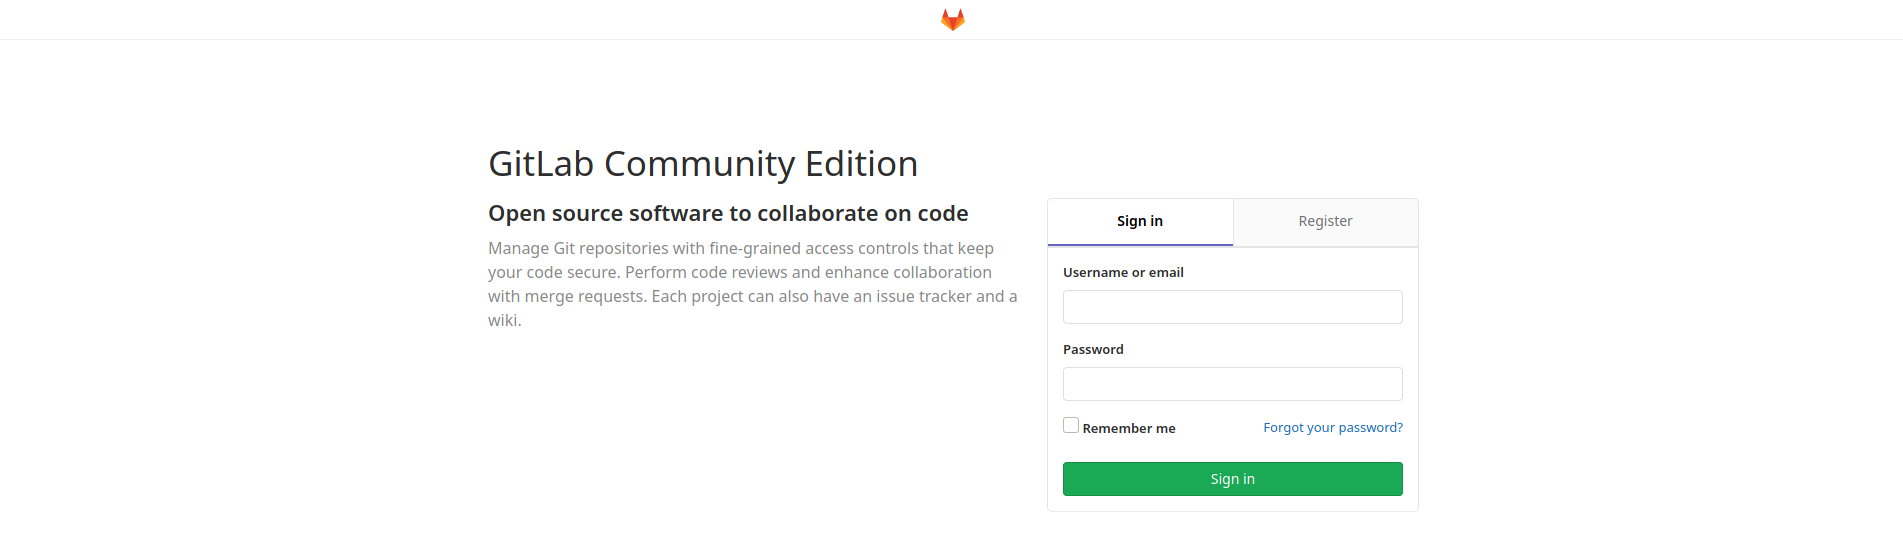 GitLab Community Edition
Open source software to collaborate on code
Manage Git repositories with fine-grained access controls that keep
your code secure. Perform code reviews and enhance collaboration
with merge requests. Each project can also have an issue tracker and a
wiki.
Sign in
Register
Username or email
Password
Remember me
Forgot your password?
Sign in